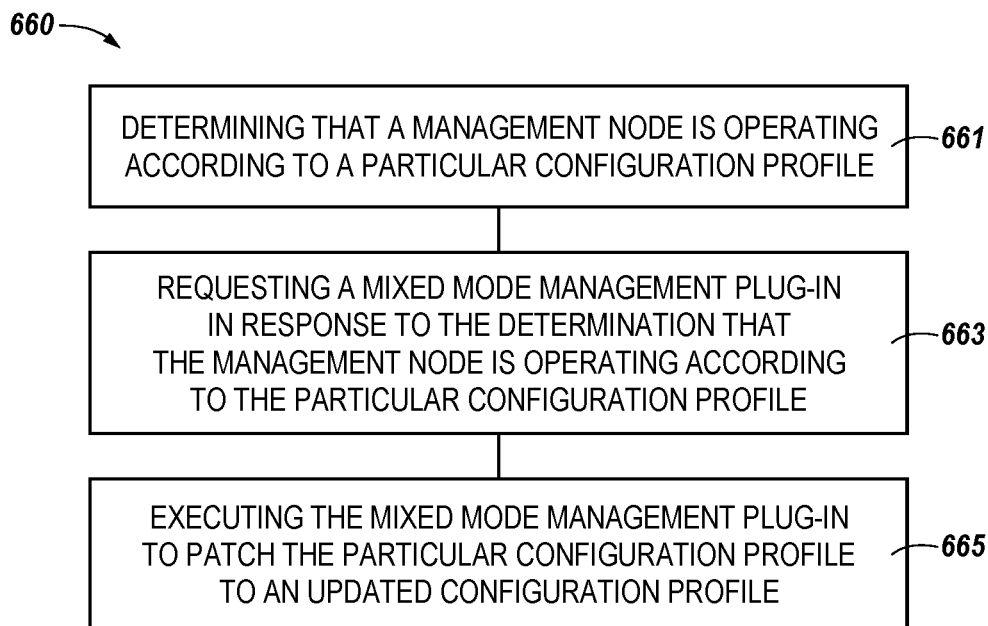 660
DETERMINING THAT A MANAGEMENT NODE IS OPERATING
ACCORDING TO A PARTICULAR CONFIGURATION PROFILE
661
REQUESTING A MIXED MODE MANAGEMENT PLUG-IN
IN RESPONSE TO THE DETERMINATION THAT
THE MANAGEMENT NODE IS OPERATING ACCORDING
TO THE PARTICULAR CONFIGURATION PROFILE
663
EXECUTING THE MIXED MODE MANAGEMENT PLUG-IN
TO PATCH THE PARTICULAR CONFIGURATION PROFILE
TO AN UPDATED CONFIGURATION PROFILE
665